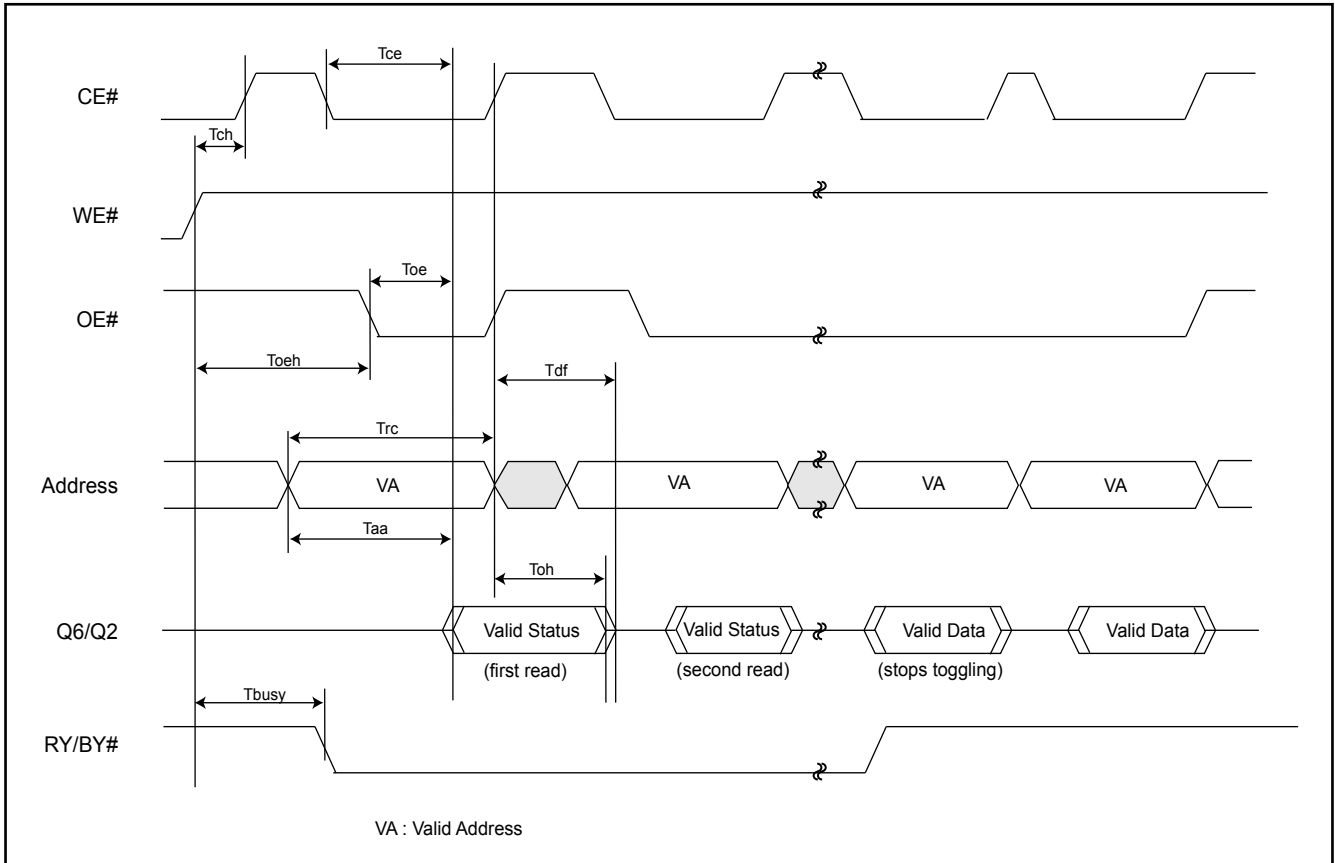 Tce
CE#
Tch
WE#
Toe
OE#
Toeh
Tdf
Trc
Address
VA
VA
VA
VA
Taa
Toh
Q6/Q2
Valid Status
Valid Status
Valid Data
Valid Data
(first read)
(second read)
(stops toggling)
Tbusy
RY/BY#
VA : Valid Address